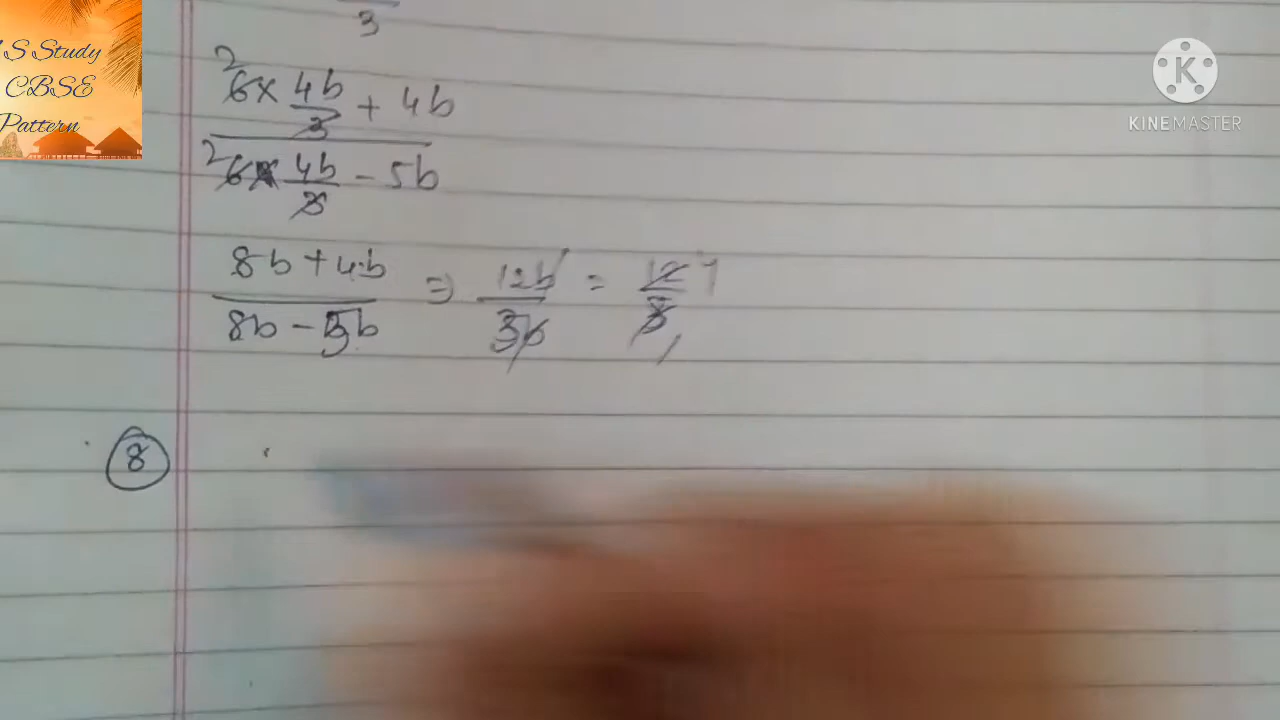 I S Study
CBSE
Pattern
KINEMASTER
3
2
6 × 4b/3 + 4b
2
6 × 4b/3 - 5b
8b + 4b / 8b - 5b ⇒ 12b / 3b = 12 / 3
8